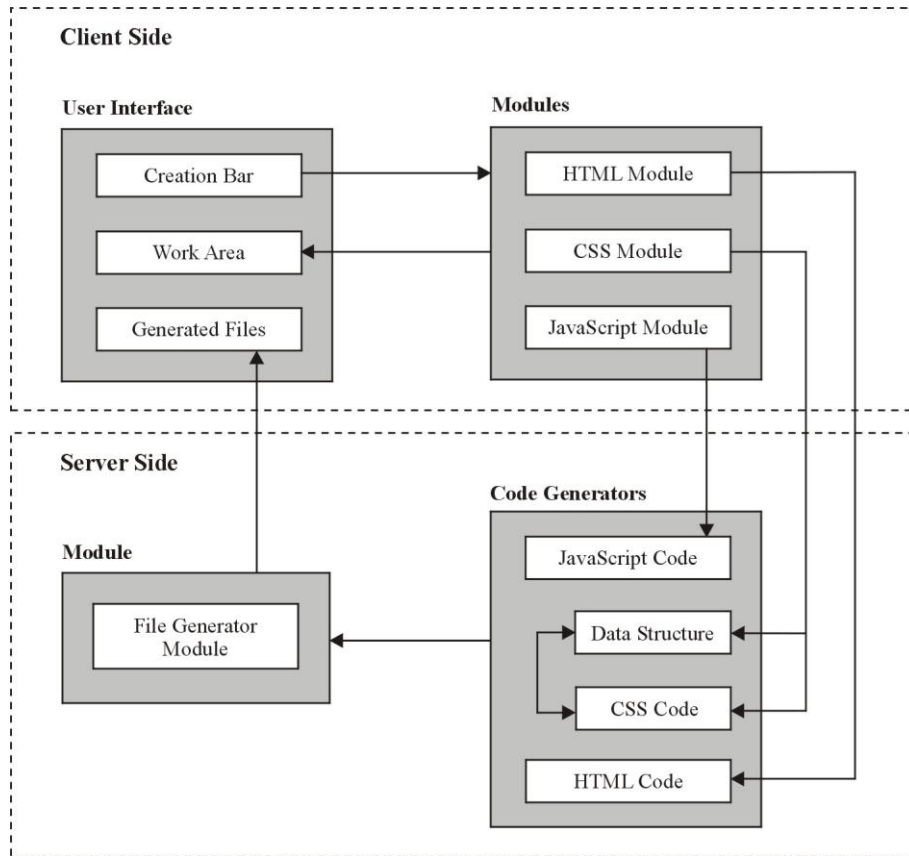 Client Side
User Interface
Creation Bar
Work Area
Generated Files
Modules
HTML Module
CSS Module
JavaScript Module
Server Side
Module
File Generator
Module
Code Generators
JavaScript Code
Data Structure
CSS Code
HTML Code